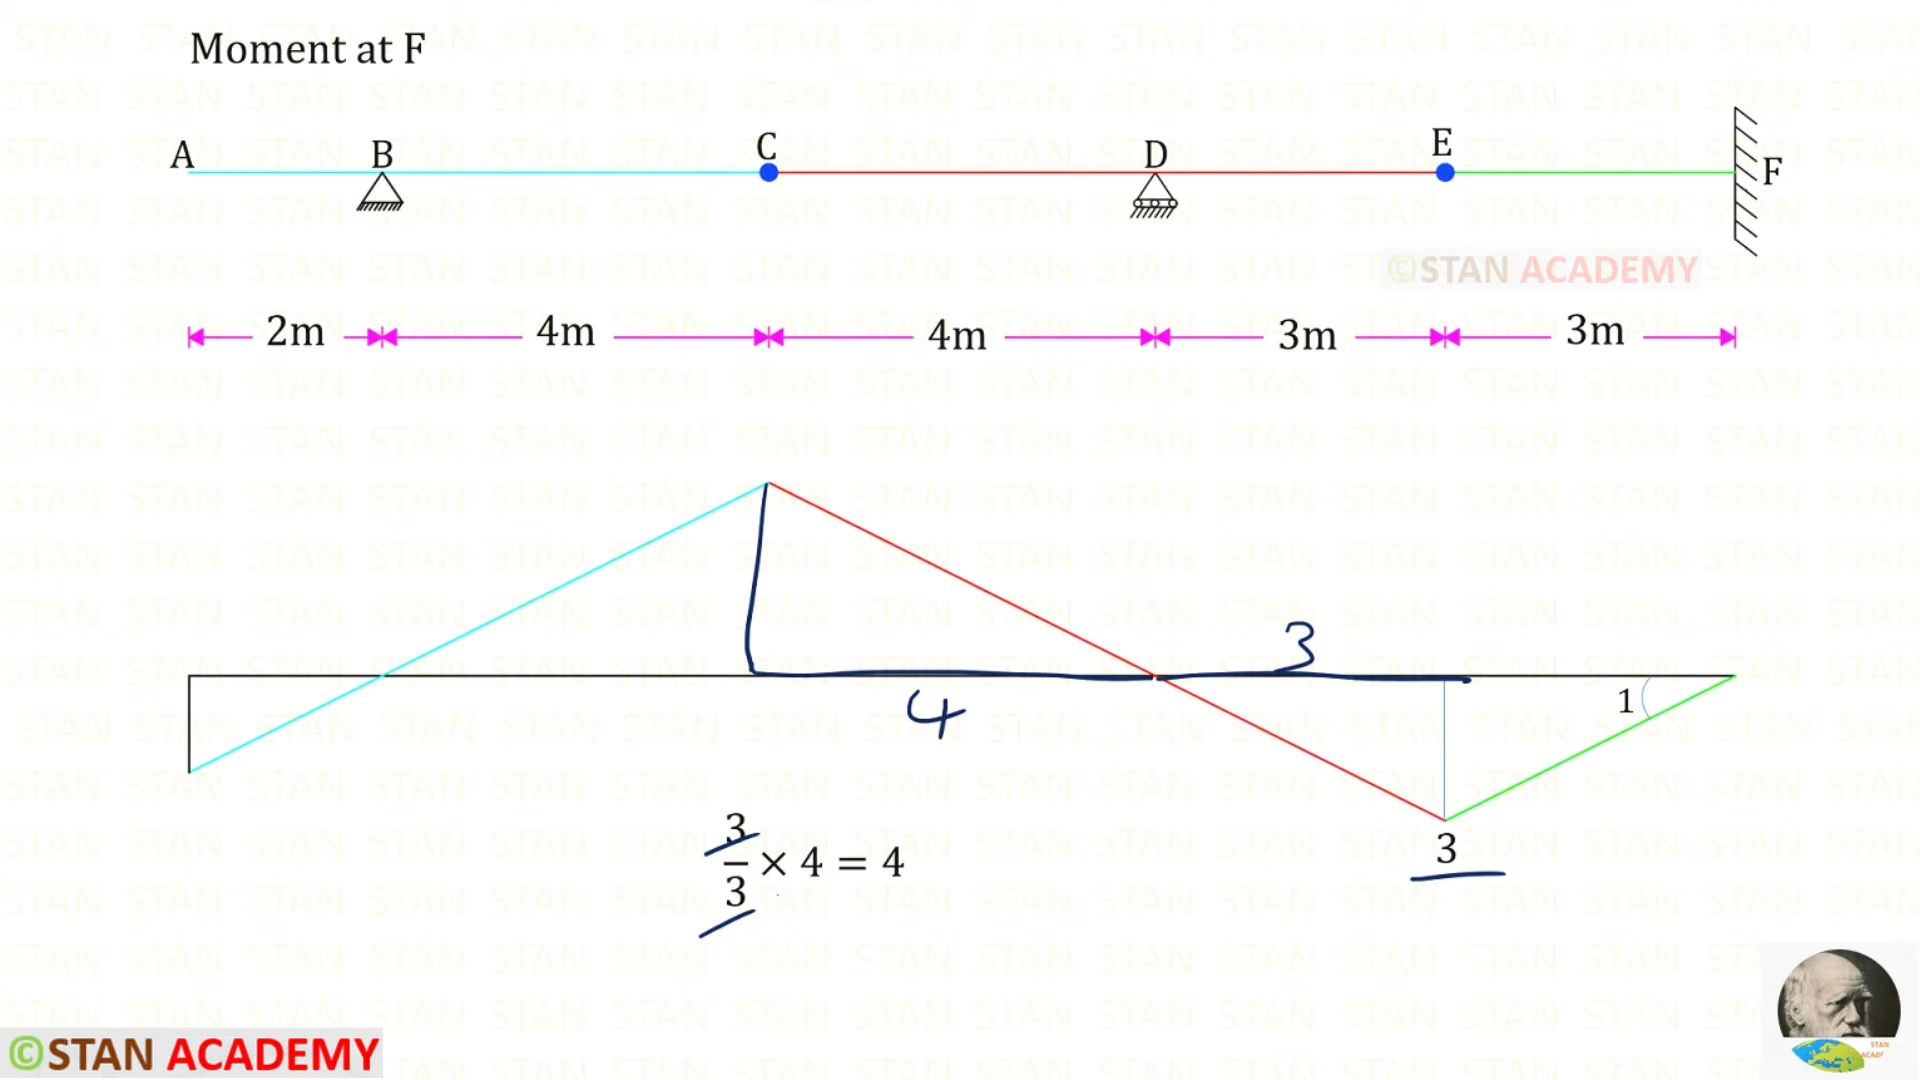 Moment at F
A B C D E F
©STAN ACADEMY
2m 4m 4m 3m 3m
3
1
4
3
3/3 × 4 = 4
©STAN ACADEMY
STAN